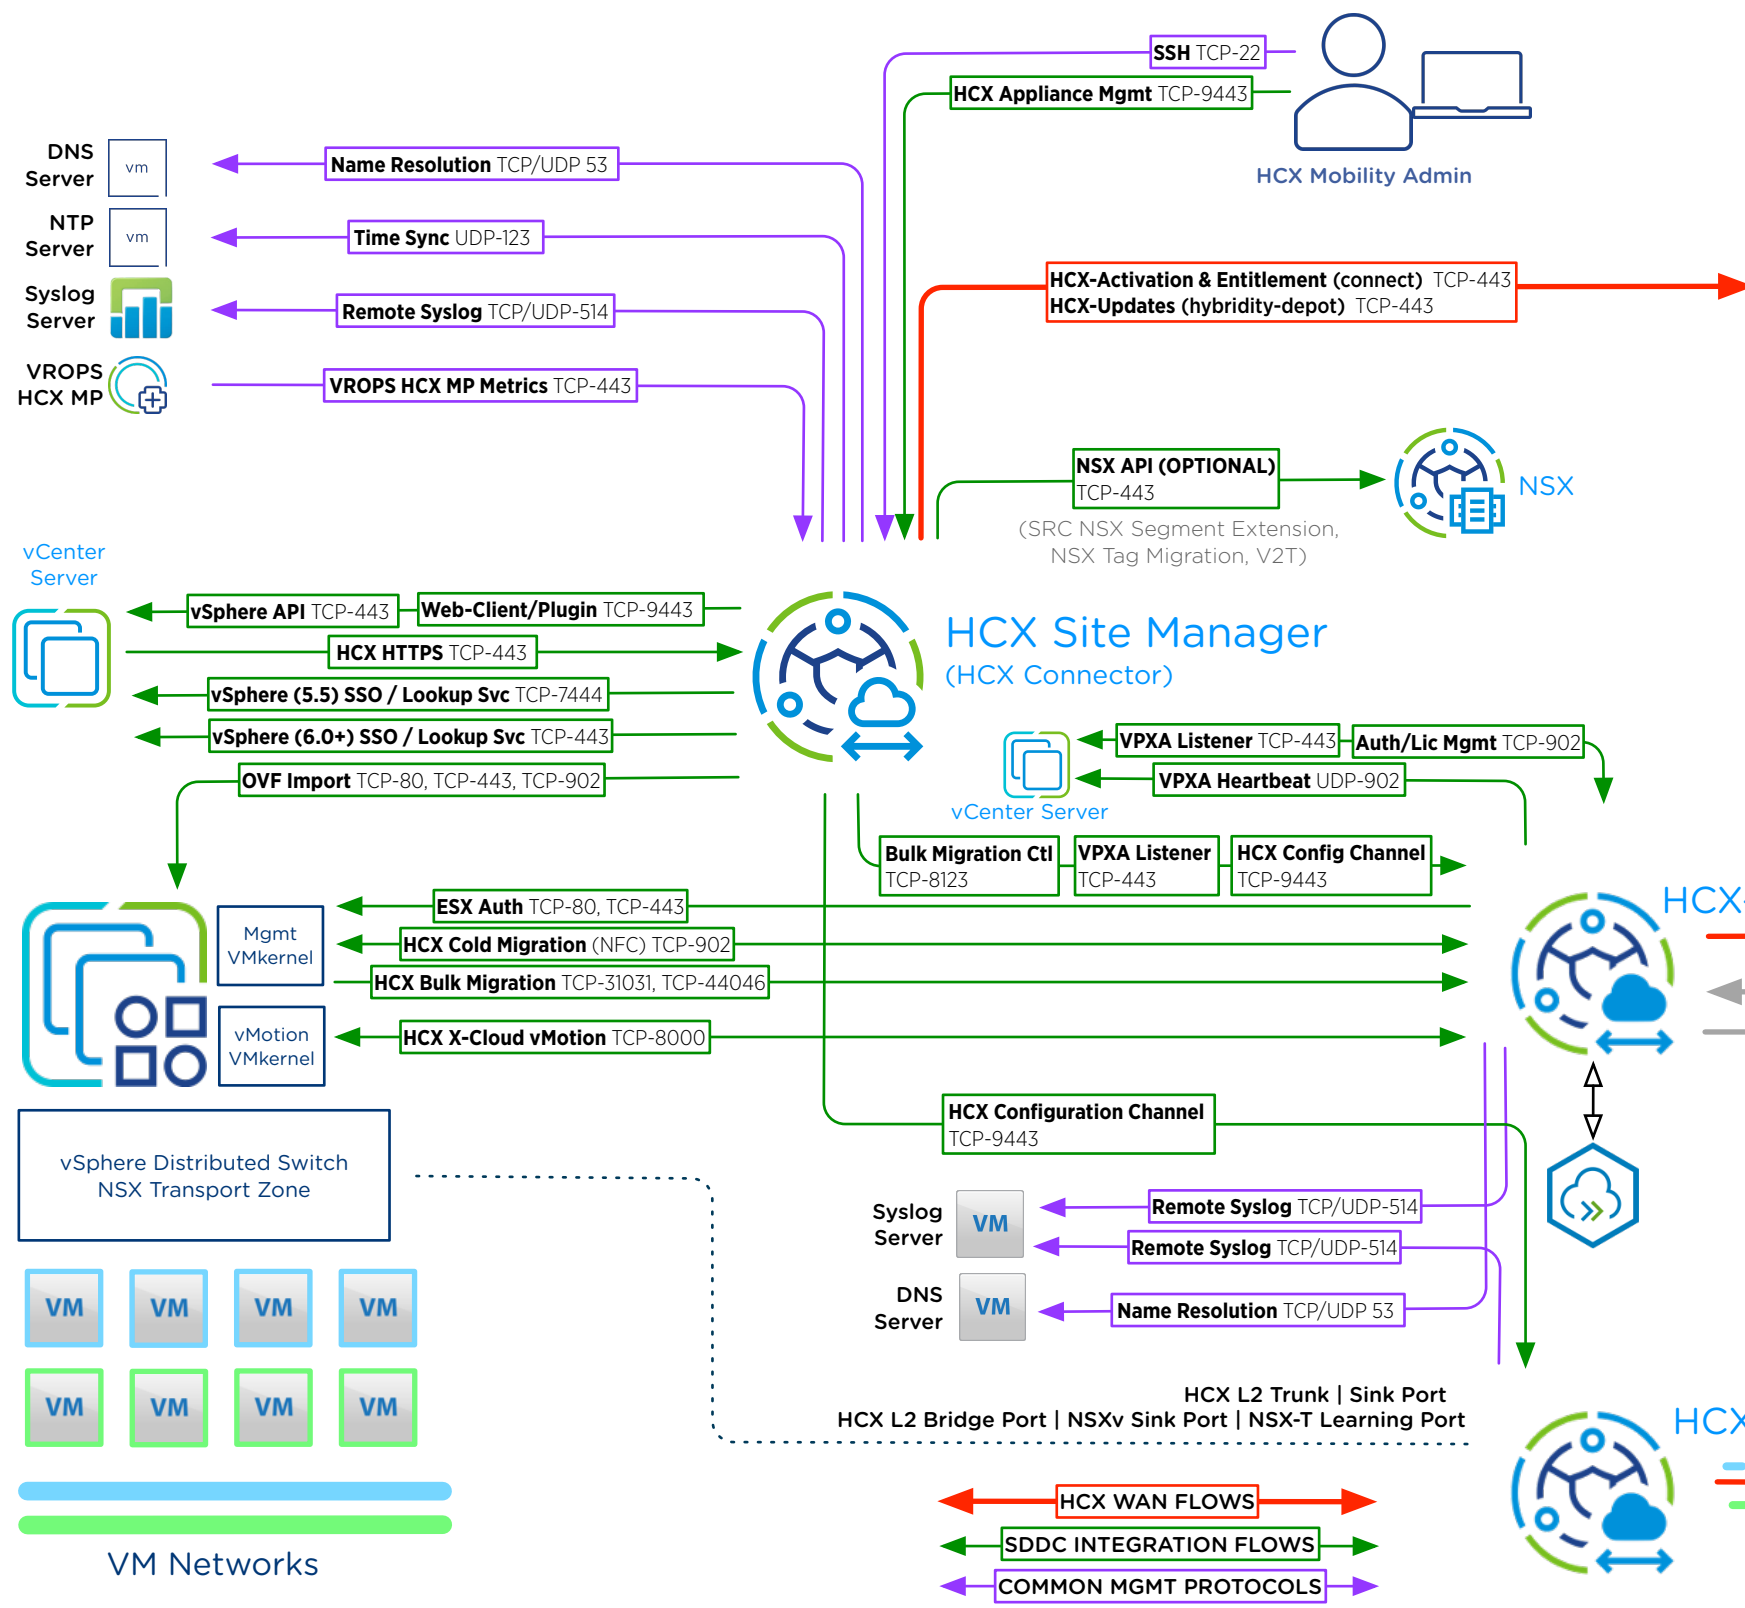 SSH TCP-22
HCX Appliance Mgmt TCP-9443
HCX Mobility Admin
DNS
Server
vm
Name Resolution TCP/UDP 53
NTP
Server
vm
Time Sync UDP-123
Syslog
Server
Remote Syslog TCP/UDP-514
VROPS
HCX MP
VROPS HCX MP Metrics TCP-443
HCX-Activation & Entitlement (connect) TCP-443
HCX-Updates (hybridity-depot) TCP-443
NSX API (OPTIONAL)
TCP-443
NSX
(SRC NSX Segment Extension,
NSX Tag Migration, V2T)
vCenter
Server
vSphere API TCP-443
Web-Client/Plugin TCP-9443
HCX HTTPS TCP-443
vSphere (5.5) SSO / Lookup Svc TCP-7444
vSphere (6.0+) SSO / Lookup Svc TCP-443
OVF Import TCP-80, TCP-443, TCP-902
HCX Site Manager
(HCX Connector)
VPXA Listener TCP-443
Auth/Lic Mgmt TCP-902
VPXA Heartbeat UDP-902
vCenter Server
Bulk Migration Ctl
TCP-8123
VPXA Listener
TCP-443
HCX Config Channel
TCP-9443
Mgmt
VMkernel
ESX Auth TCP-80, TCP-443
HCX Cold Migration (NFC) TCP-902
HCX Bulk Migration TCP-31031, TCP-44046
vMotion
VMkernel
HCX X-Cloud vMotion TCP-8000
HCX-
HCX Configuration Channel
TCP-9443
vSphere Distributed Switch
NSX Transport Zone
Syslog
Server
VM
Remote Syslog TCP/UDP-514
Remote Syslog TCP/UDP-514
DNS
Server
VM
Name Resolution TCP/UDP 53
VM VM VM VM
VM VM VM VM
VM Networks
HCX L2 Trunk | Sink Port
HCX L2 Bridge Port | NSXv Sink Port | NSX-T Learning Port
HCX
HCX WAN FLOWS
SDDC INTEGRATION FLOWS
COMMON MGMT PROTOCOLS